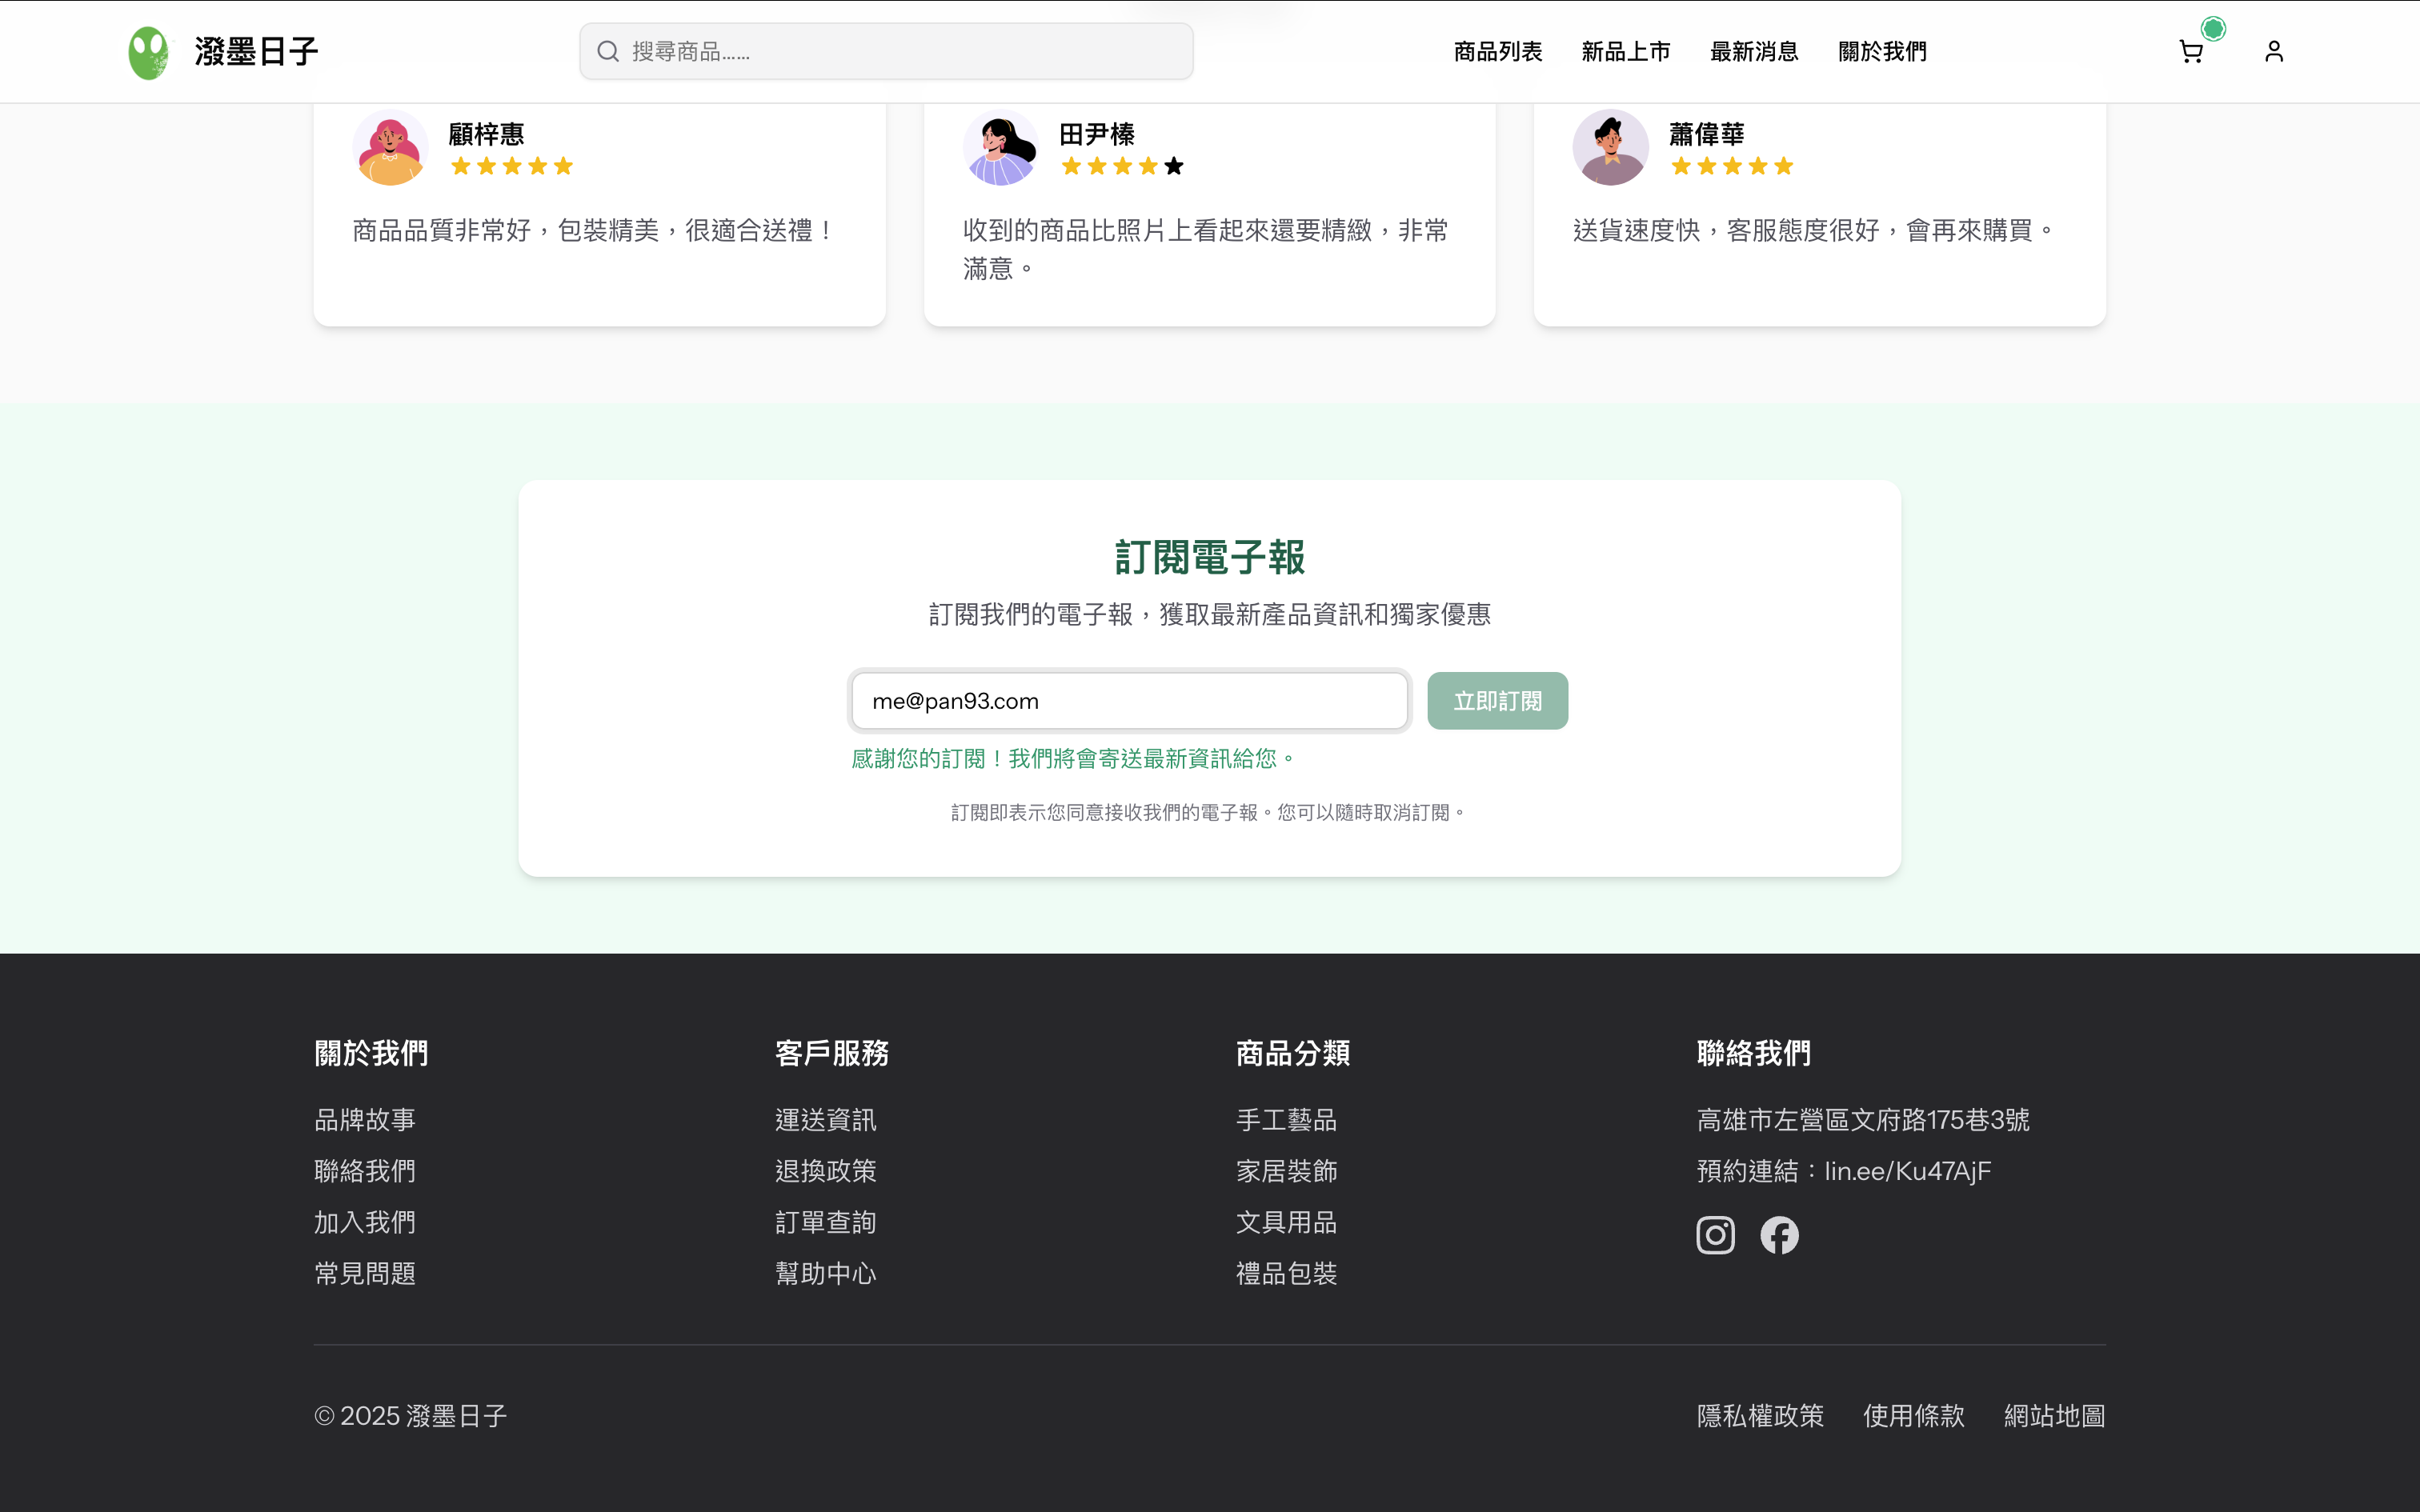 潑墨日子
搜尋商品......
商品列表
新品上市
最新消息
關於我們
顧梓惠
商品品質非常好，包裝精美，很適合送禮！
田尹榛
收到的商品比照片上看起來還要精緻，非常
滿意。
蕭偉華
送貨速度快，客服態度很好，會再來購買。
訂閱電子報
訂閱我們的電子報，獲取最新產品資訊和獨家優惠
me@pan93.com
立即訂閱
感謝您的訂閱！我們將會寄送最新資訊給您。
訂閱即表示您同意接收我們的電子報。您可以隨時取消訂閱。
關於我們
品牌故事
聯絡我們
加入我們
常見問題
客戶服務
運送資訊
退換政策
訂單查詢
幫助中心
商品分類
手工藝品
家居裝飾
文具用品
禮品包裝
聯絡我們
高雄市左營區文府路175巷3號
預約連結：lin.ee/Ku47AjF
© 2025 潑墨日子
隱私權政策
使用條款
網站地圖